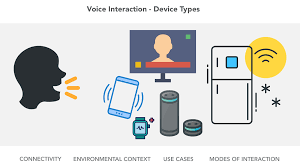 Voice Interaction - Device Types
CONNECTIVITY ENVIRONMENTAL CONTEXT USE CASES MODES OF INTERACTION